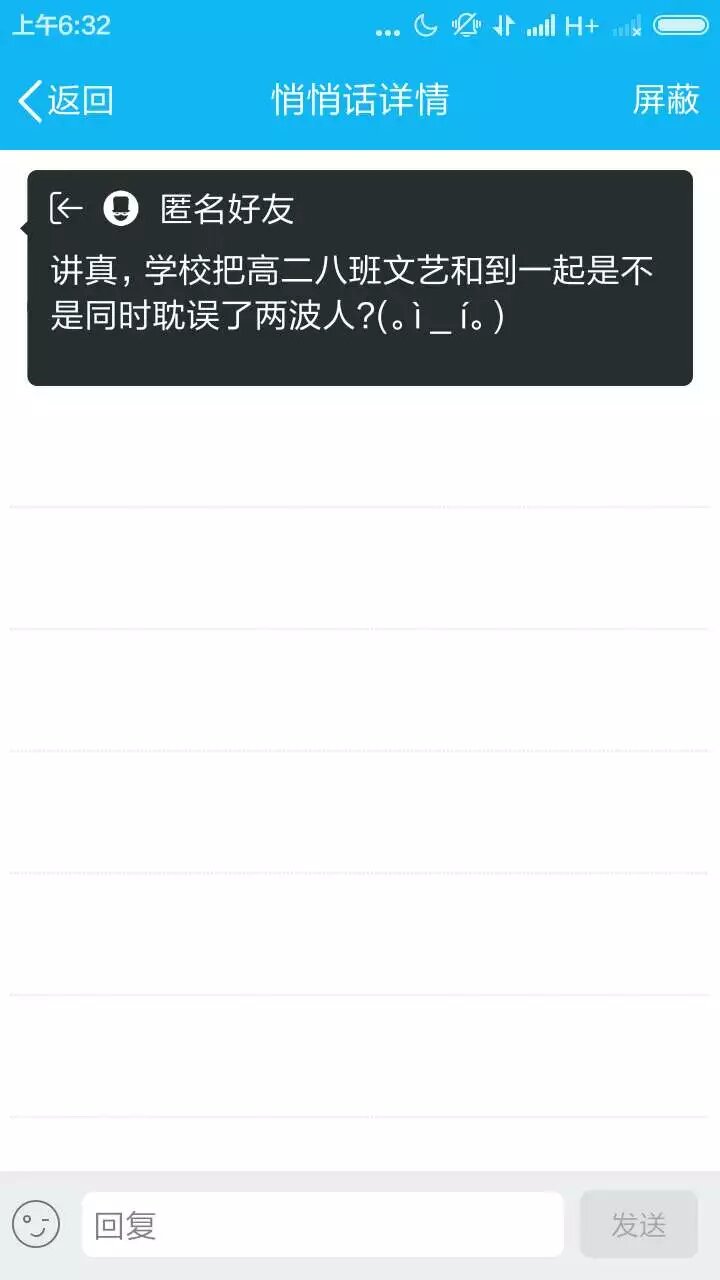 上午6:32
... H+
返回 悄悄话详情 屏蔽
匿名好友
讲真，学校把高二八班文艺和到一起是不
是同时耽误了两波人?(。ì _ í。)
回复 发送